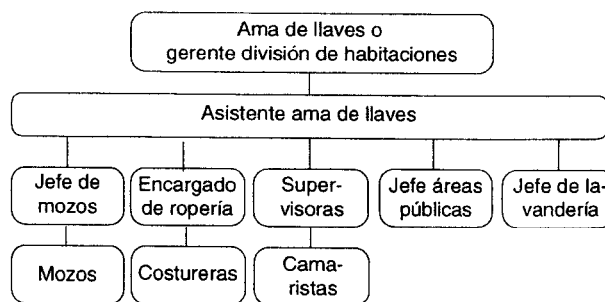 Ama de llaves o
gerente división de habitaciones
Asistente ama de llaves
Jefe de
mozos
Encargado
de ropería
Super-
visoras
Jefe áreas
públicas
Jefe de la-
vandería
Mozos
Costureras
Cama-
ristas